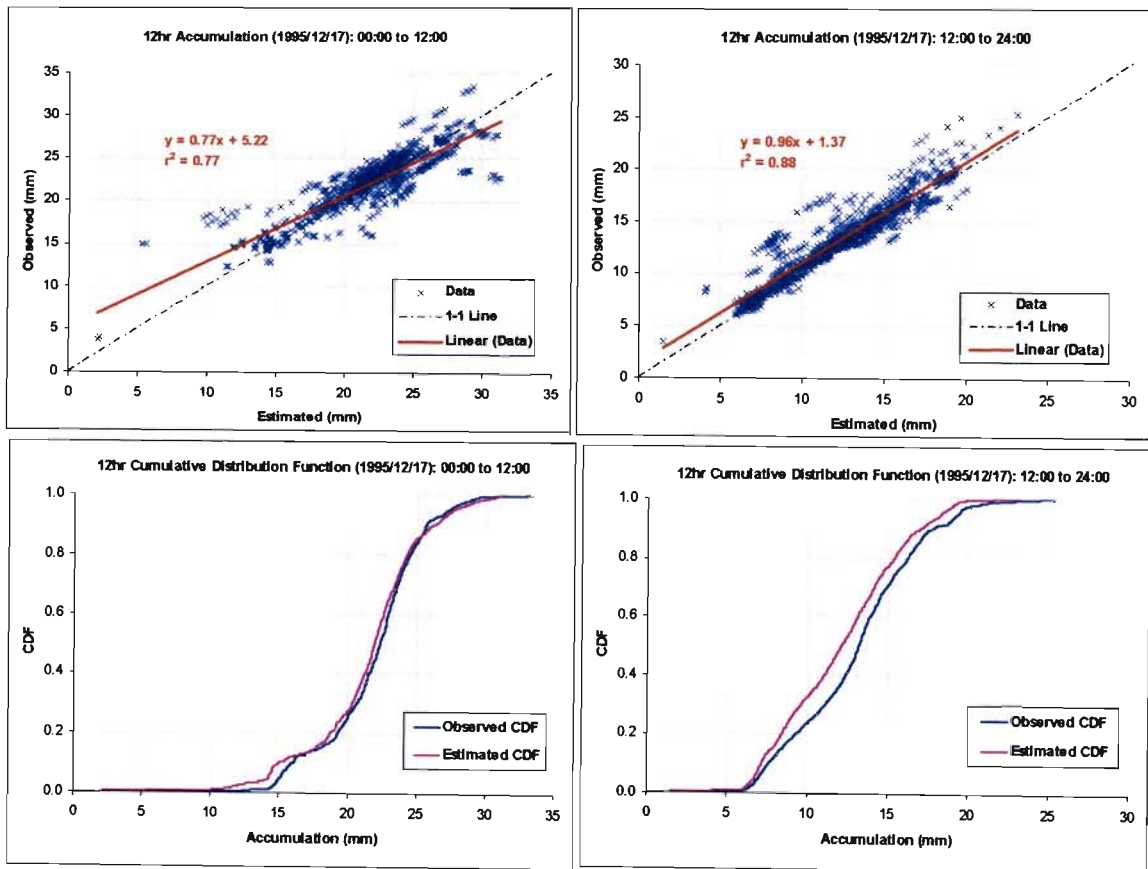 12hr Accumulation (1995/12/17): 00:00 to 12:00
35
30
25
20
15
10
5
0
Observed (mm)
y = 0.77x + 5.22
r² = 0.77
Data
1-1 Line
Linear (Data)
0 5 10 15 20 25 30 35
Estimated (mm)
12hr Accumulation (1995/12/17): 12:00 to 24:00
30
25
20
15
10
5
0
Observed (mm)
y = 0.96x + 1.37
r² = 0.88
Data
1-1 Line
Linear (Data)
0 5 10 15 20 25 30
Estimated (mm)
12hr Cumulative Distribution Function (1995/12/17): 00:00 to 12:00
1.0
0.8
0.6
0.4
0.2
0.0
CDF
Observed CDF
Estimated CDF
0 5 10 15 20 25 30 35
Accumulation (mm)
12hr Cumulative Distribution Function (1995/12/17): 12:00 to 24:00
1.0
0.8
0.6
0.4
0.2
0.0
CDF
Observed CDF
Estimated CDF
0 5 10 15 20 25 30
Accumulation (mm)